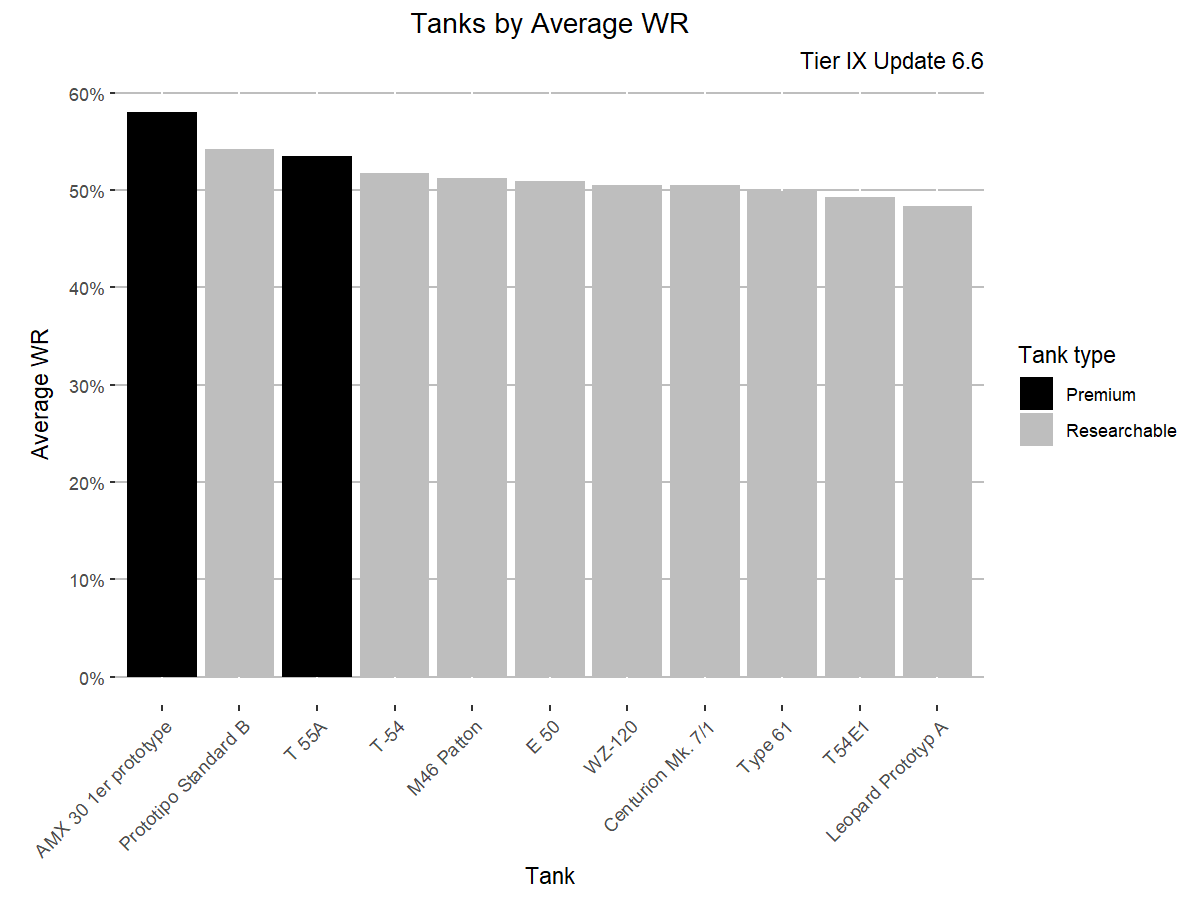 Tanks by Average WR
Tier IX Update 6.6
60%
50%
40%
30%
20%
10%
0%
Average WR
AMX 30 1er prototype
Prototipo Standard B
T 55A
T-54
M46 Patton
E 50
WZ-120
Centurion Mk. 7/1
Type 61
T54E1
Leopard Prototyp A
Tank
Tank type
Premium
Researchable